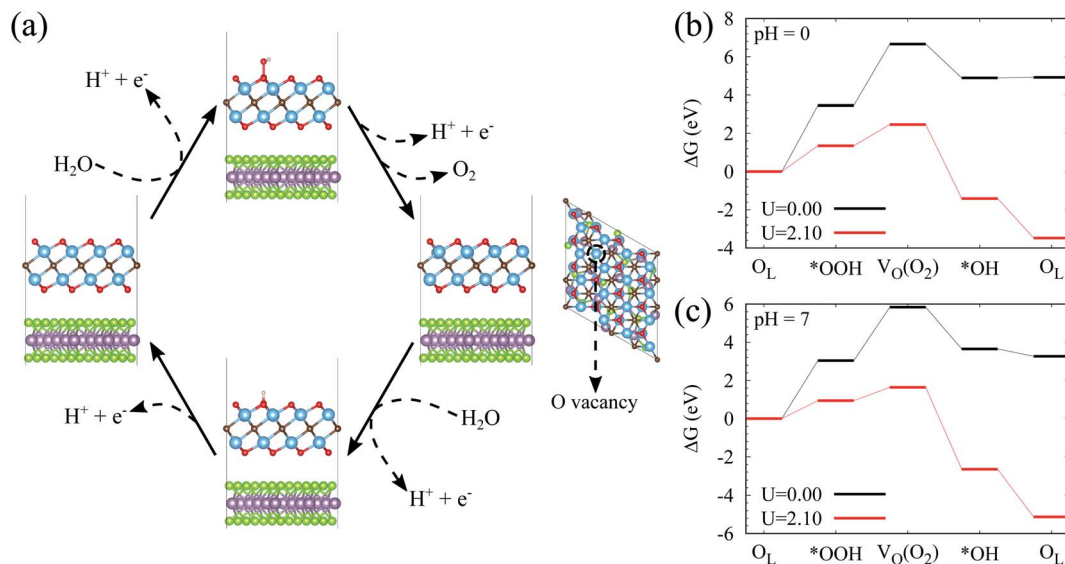 (a)
H⁺ + e⁻
H₂O
H⁺ + e⁻
O₂
O vacancy
H⁺ + e⁻
H₂O
H⁺ + e⁻
(b)
pH = 0
8
6
4
2
0
-2
-4
ΔG (eV)
U=0.00
U=2.10
O_L *OOH V_O(O₂) *OH O_L
(c)
pH = 7
6
4
2
0
-2
-4
-6
ΔG (eV)
U=0.00
U=2.10
O_L *OOH V_O(O₂) *OH O_L